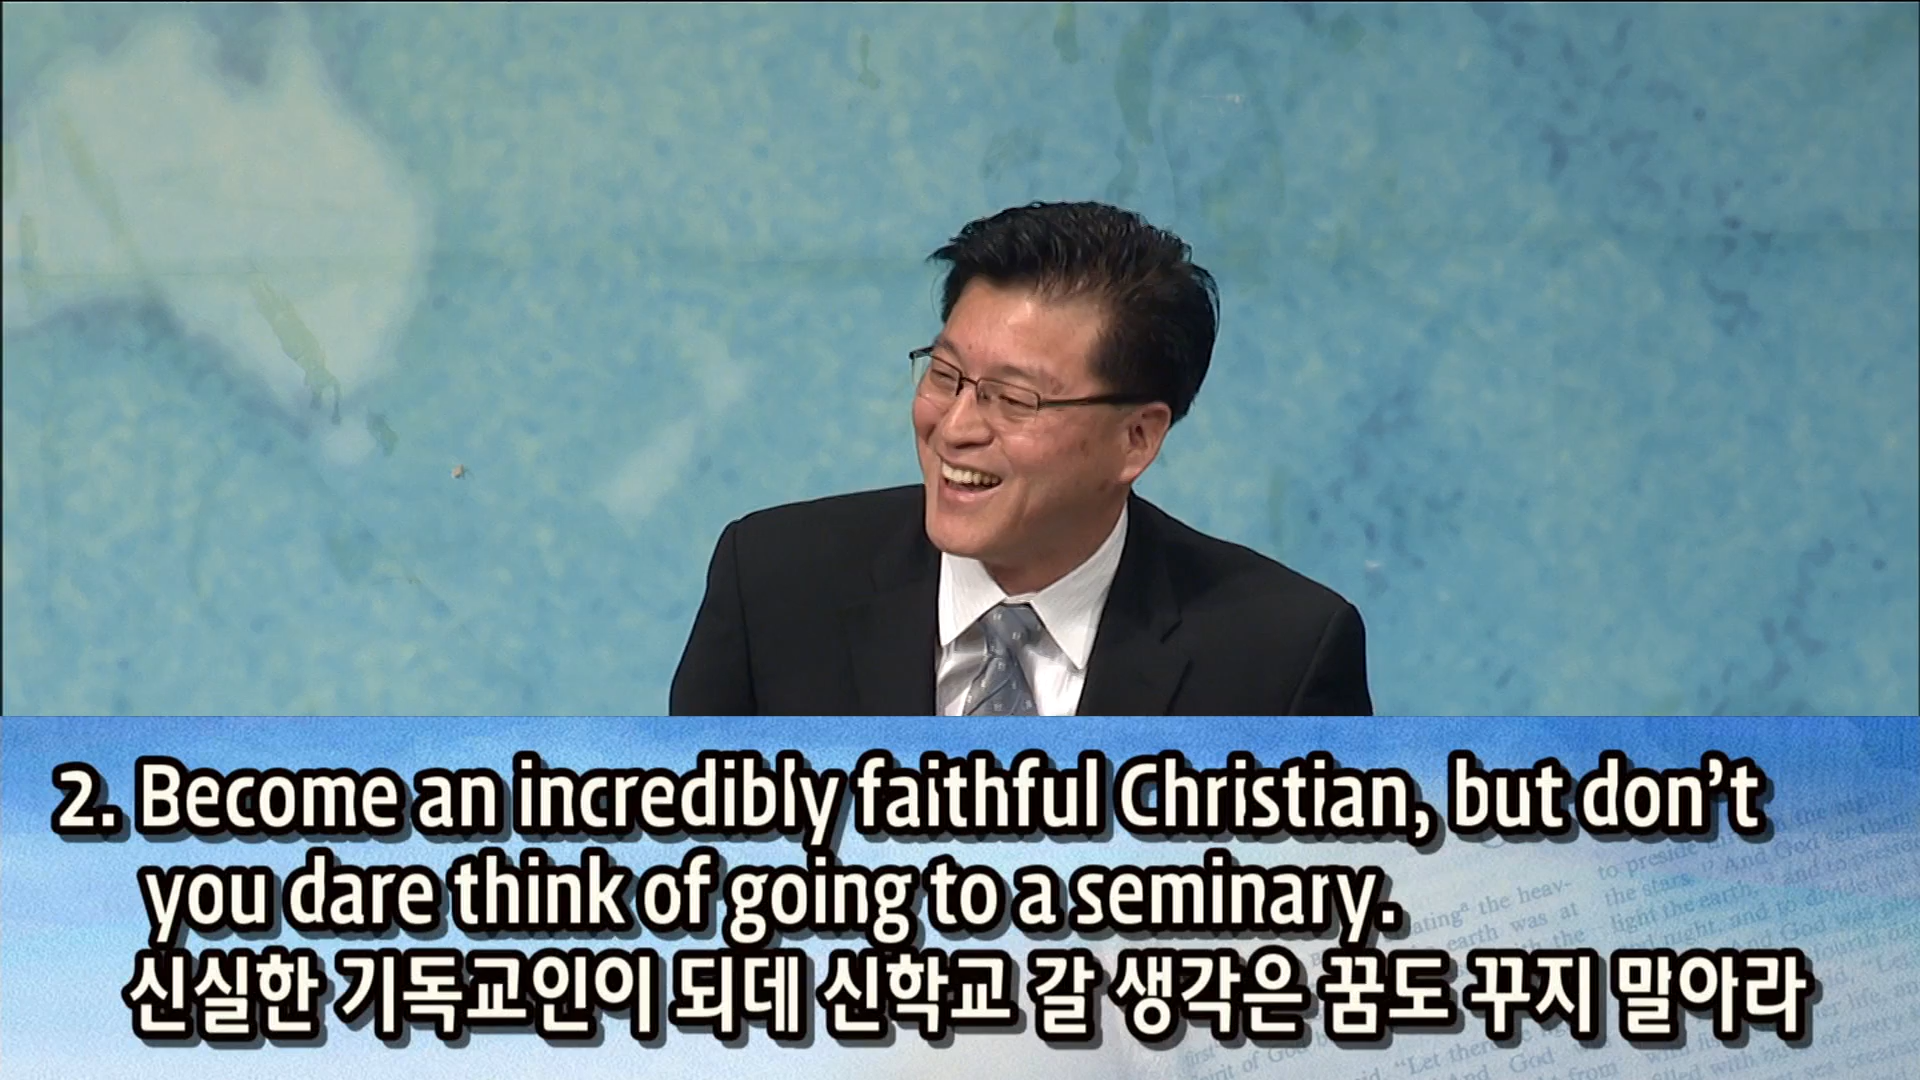 2. Become an incredibly faithful Christian, but don't
you dare think of going to a seminary.
신실한 기독교인이 되데 신학교 갈 생각은 꿈도 꾸지 말아라